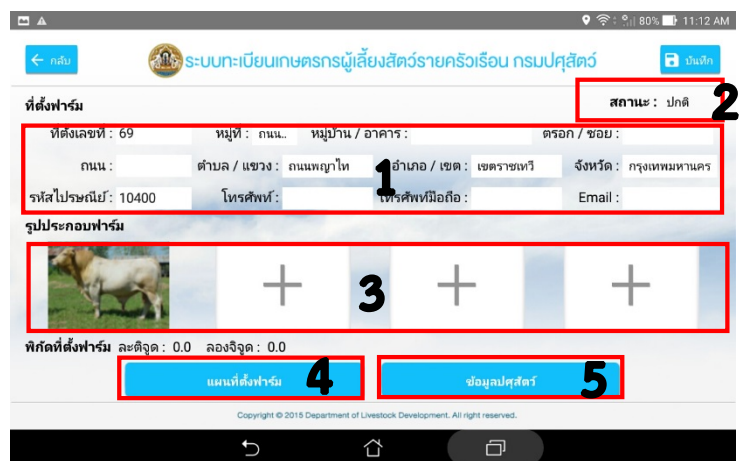 80% 11:12 AM
กลับ ระบบทะเบียนเกษตรกรผู้เลี้ยงสัตว์รายครัวเรือน กรมปศุสัตว์ บันทึก
ที่ตั้งฟาร์ม สถานะ : ปกติ 2
ที่ตั้งเลขที่ : 69 หมู่ที่ : ถนน.. หมู่บ้าน / อาคาร : ตรอก / ซอย :
ถนน : ตำบล / แขวง : ถนนพญาไท อำเภอ / เขต : เขตราชเทวี จังหวัด : กรุงเทพมหานคร
1
รหัสไปรษณีย์ : 10400 โทรศัพท์ : โทรศัพท์มือถือ : Email :
รูปประกอบฟาร์ม
3
พิกัดที่ตั้งฟาร์ม ละติจูด : 0.0 ลองจิจูด : 0.0
แผนที่ตั้งฟาร์ม 4 ข้อมูลปศุสัตว์ 5
Copyright © 2015 Department of Livestock Development. All right reserved.